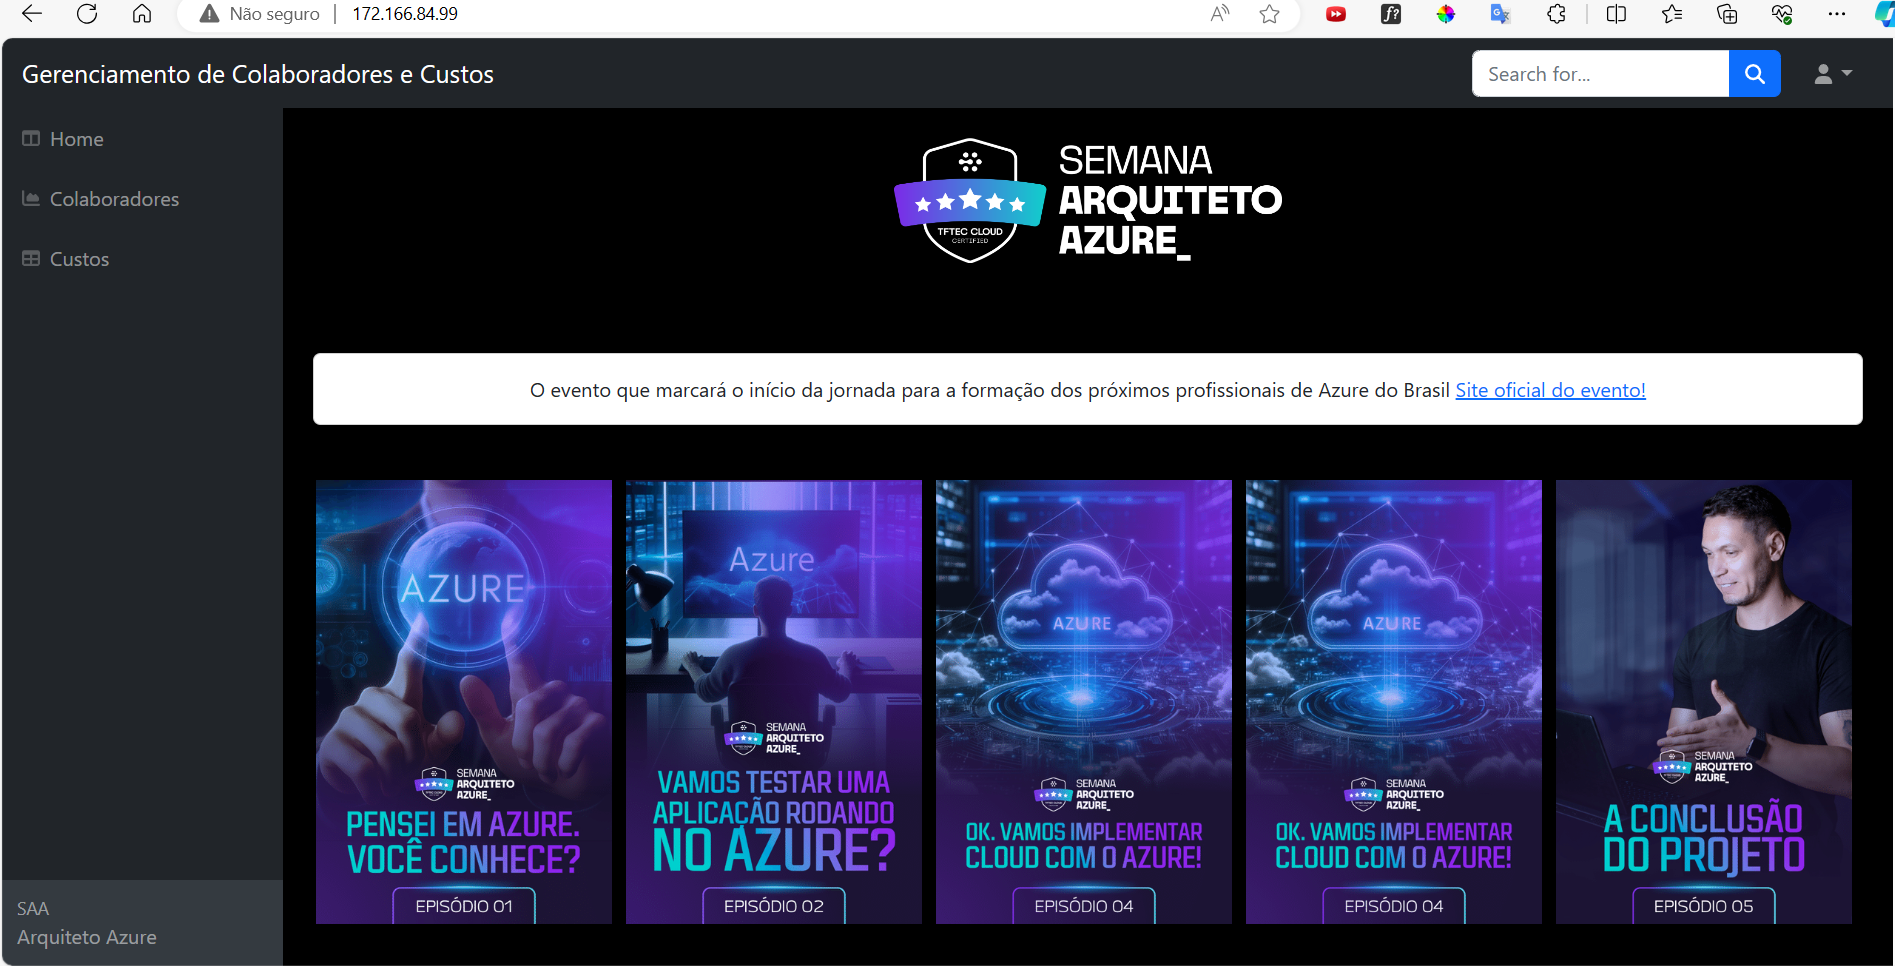 Não seguro
172.166.84.99
Gerenciamento de Colaboradores e Custos
Search for...
Home
Colaboradores
Custos
SAA
Arquiteto Azure
SEMANA
ARQUITETO
AZURE_
TFTEC CLOUD
CERTIFIED
O evento que marcará o início da jornada para a formação dos próximos profissionais de Azure do Brasil Site oficial do evento!
AZURE
SEMANA
ARQUITETO
AZURE_
PENSEI EM AZURE.
VOCÊ CONHECE?
EPISÓDIO 01
Azure
SEMANA
ARQUITETO
AZURE_
VAMOS TESTAR UMA
APLICAÇÃO RODANDO
NO AZURE?
EPISÓDIO 02
AZURE
SEMANA
ARQUITETO
AZURE_
OK. VAMOS IMPLEMENTAR
CLOUD COM O AZURE!
EPISÓDIO 04
AZURE
SEMANA
ARQUITETO
AZURE_
OK. VAMOS IMPLEMENTAR
CLOUD COM O AZURE!
EPISÓDIO 04
SEMANA
ARQUITETO
AZURE_
A CONCLUSÃO
DO PROJETO
EPISÓDIO 05